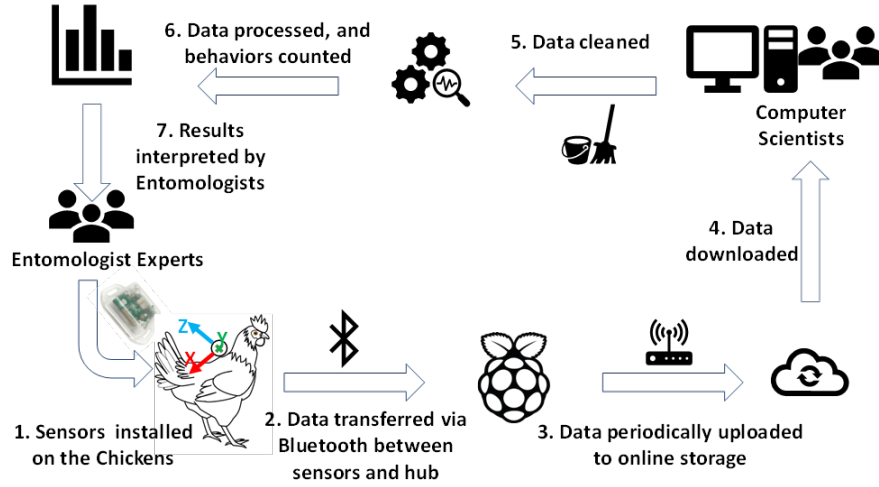 6. Data processed, and
behaviors counted
5. Data cleaned
Computer
Scientists
7. Results
interpreted by
Entomologists
4. Data
downloaded
Entomologist Experts
Z
Y
X
1. Sensors installed
on the Chickens
2. Data transferred via
Bluetooth between
sensors and hub
3. Data periodically uploaded
to online storage